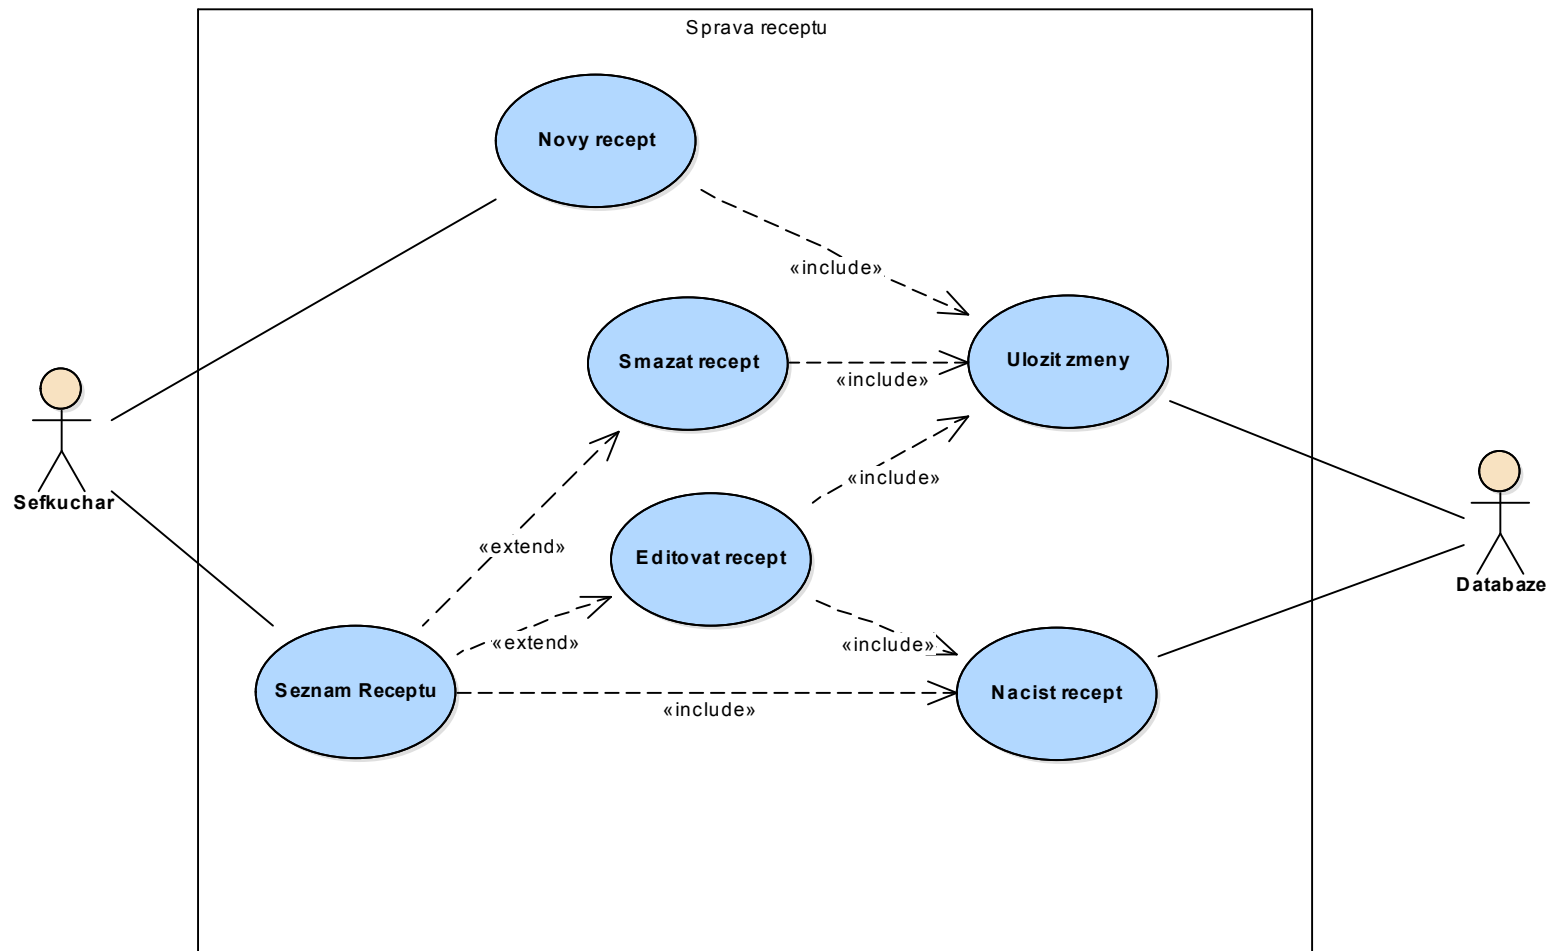 Sprava receptu
Novy recept
«include»
Smazat recept
Ulozit zmeny
«include»
«include»
Sefkuchar
«extend»
Editovat recept
Databaze
«extend»
«include»
Seznam Receptu
Nacist recept
«include»